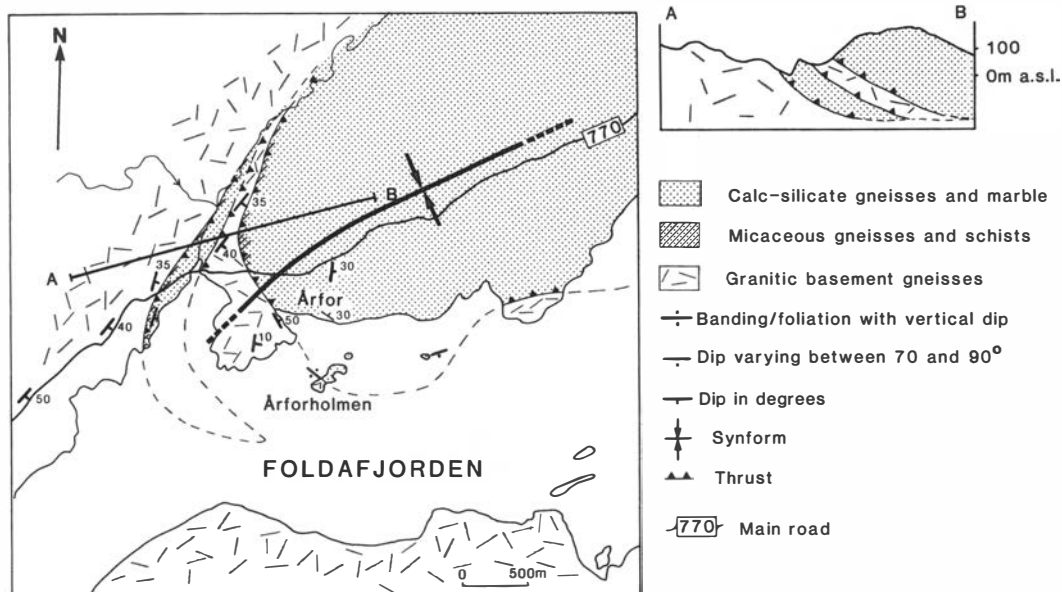 N
A
B
100
0m a.s.l.
770
35
B
40
A
35
30
Årfor
40
50
30
10
50
Årforholmen
FOLDAFJORDEN
0 500m
Calc-silicate gneisses and marble
Micaceous gneisses and schists
Granitic basement gneisses
Banding/foliation with vertical dip
Dip varying between 70 and 90°
Dip in degrees
Synform
Thrust
770 Main road